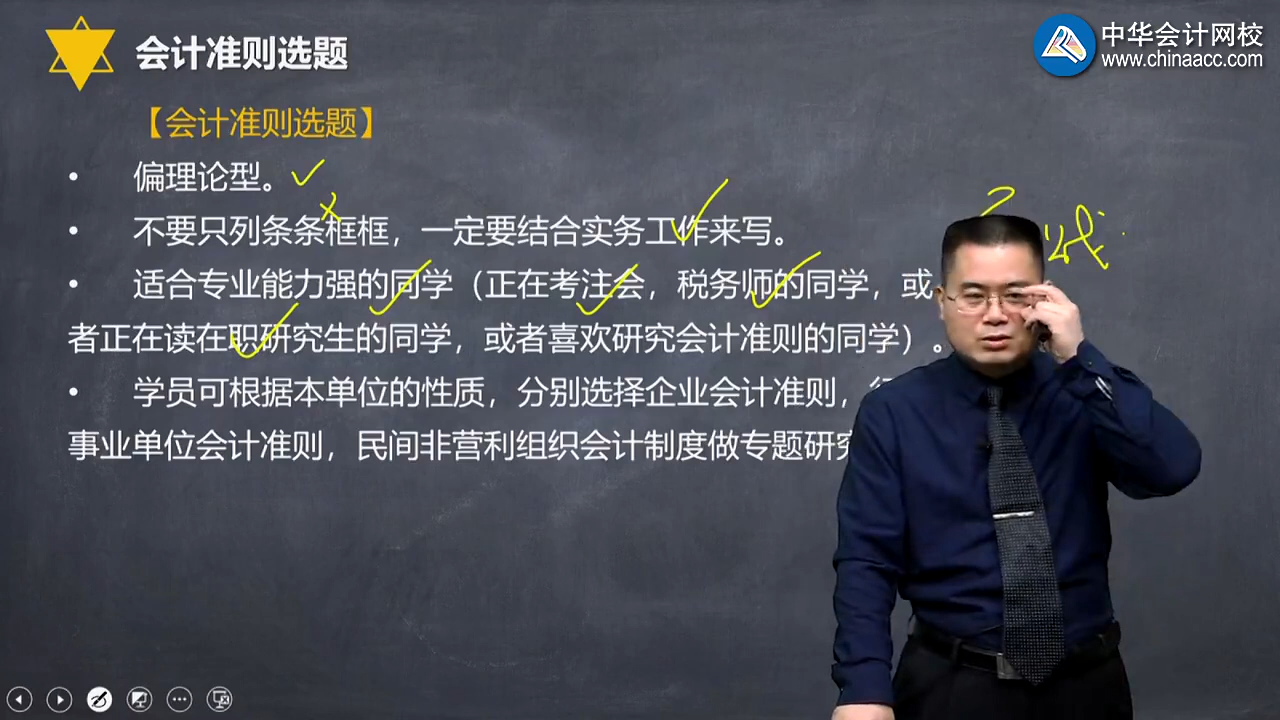 会计准则选题
中华会计网校
www.chinaacc.com
【会计准则选题】
• 偏理论型。
• 不要只列条条框框，一定要结合实务工作来写。
• 适合专业能力强的同学（正在考注会，税务师的同学，或
者正在读在职研究生的同学，或者喜欢研究会计准则的同学）。
• 学员可根据本单位的性质，分别选择企业会计准则，
事业单位会计准则，民间非营利组织会计制度做专题研究